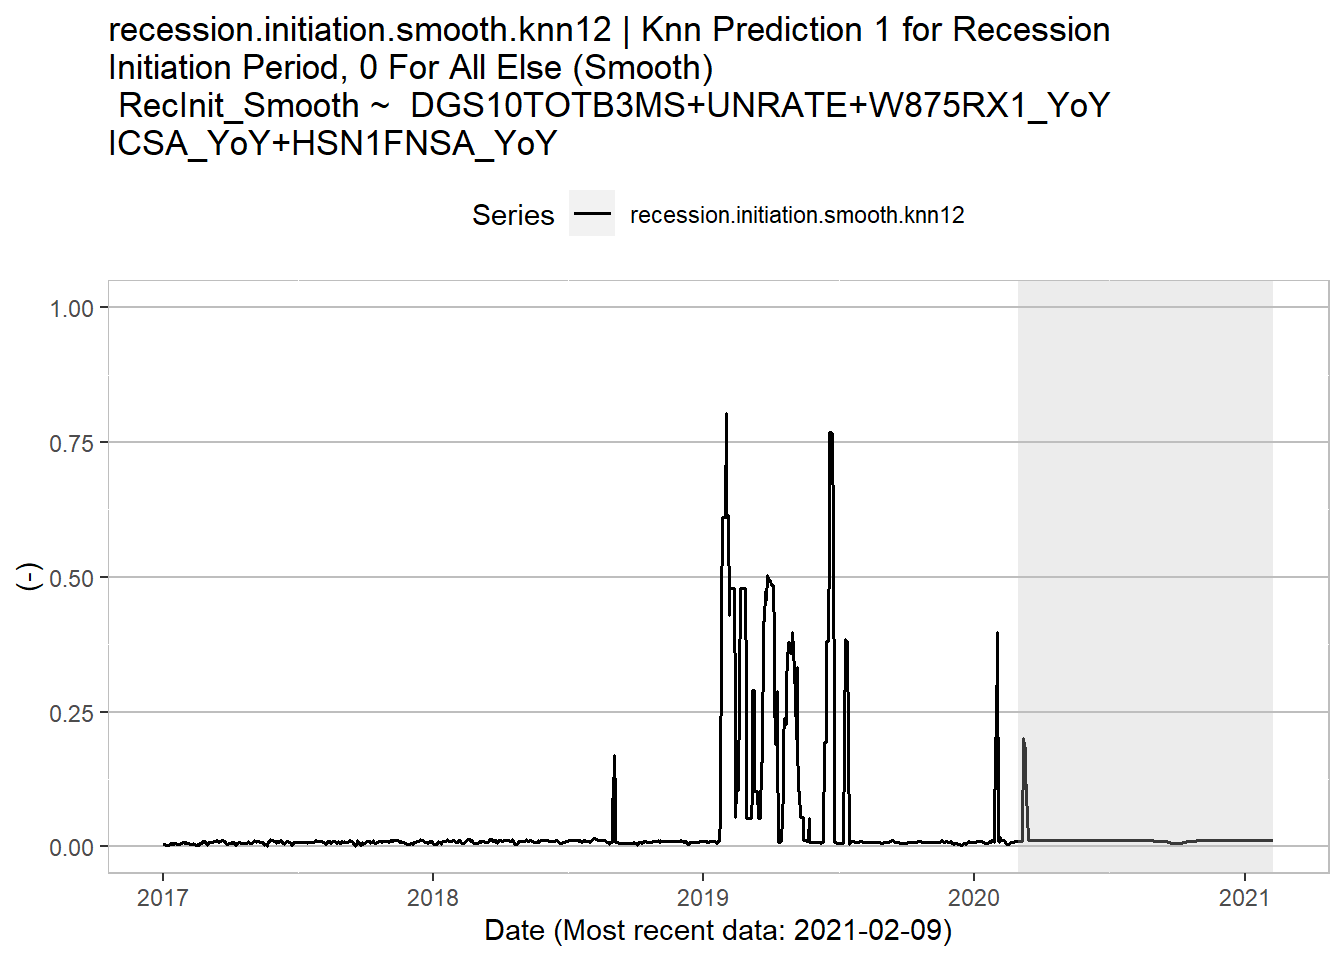 recession.initiation.smooth.knn12 | Knn Prediction 1 for Recession
Initiation Period, 0 For All Else (Smooth)
RecInit_Smooth ~  DGS10TOTB3MS+UNRATE+W875RX1_YoY
ICSA_YoY+HSN1FNSA_YoY
Series
recession.initiation.smooth.knn12
1.00
0.75
0.50
0.25
0.00
(-)
2017
2018
2019
2020
2021
Date (Most recent data: 2021-02-09)